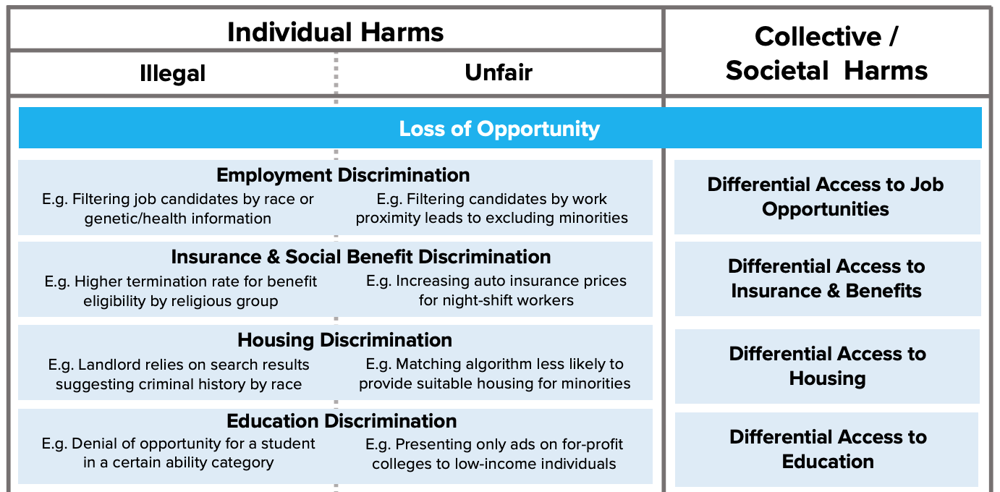 Individual Harms
Collective /
Societal Harms
Illegal
Unfair
Loss of Opportunity
Employment Discrimination
E.g. Filtering job candidates by race or
genetic/health information
E.g. Filtering candidates by work
proximity leads to excluding minorities
Differential Access to Job
Opportunities
Insurance & Social Benefit Discrimination
E.g. Higher termination rate for benefit
eligibility by religious group
E.g. Increasing auto insurance prices
for night-shift workers
Differential Access to
Insurance & Benefits
Housing Discrimination
E.g. Landlord relies on search results
suggesting criminal history by race
E.g. Matching algorithm less likely to
provide suitable housing for minorities
Differential Access to
Housing
Education Discrimination
E.g. Denial of opportunity for a student
in a certain ability category
E.g. Presenting only ads on for-profit
colleges to low-income individuals
Differential Access to
Education